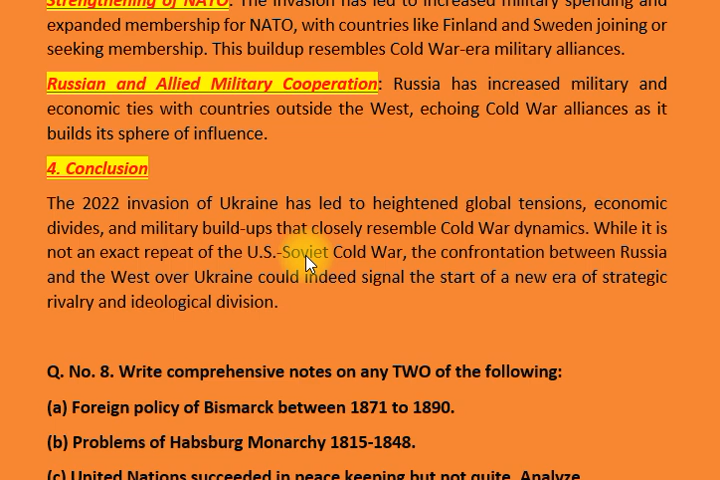 Strengthening of NATO: The invasion has led to increased military spending and
expanded membership for NATO, with countries like Finland and Sweden joining or
seeking membership. This buildup resembles Cold War-era military alliances.
Russian and Allied Military Cooperation: Russia has increased military and
economic ties with countries outside the West, echoing Cold War alliances as it
builds its sphere of influence.
4. Conclusion
The 2022 invasion of Ukraine has led to heightened global tensions, economic
divides, and military build-ups that closely resemble Cold War dynamics. While it is
not an exact repeat of the U.S.-Soviet Cold War, the confrontation between Russia
and the West over Ukraine could indeed signal the start of a new era of strategic
rivalry and ideological division.
Q. No. 8. Write comprehensive notes on any TWO of the following:
(a) Foreign policy of Bismarck between 1871 to 1890.
(b) Problems of Habsburg Monarchy 1815-1848.
(c) United Nations succeeded in peace keeping but not quite. Analyze